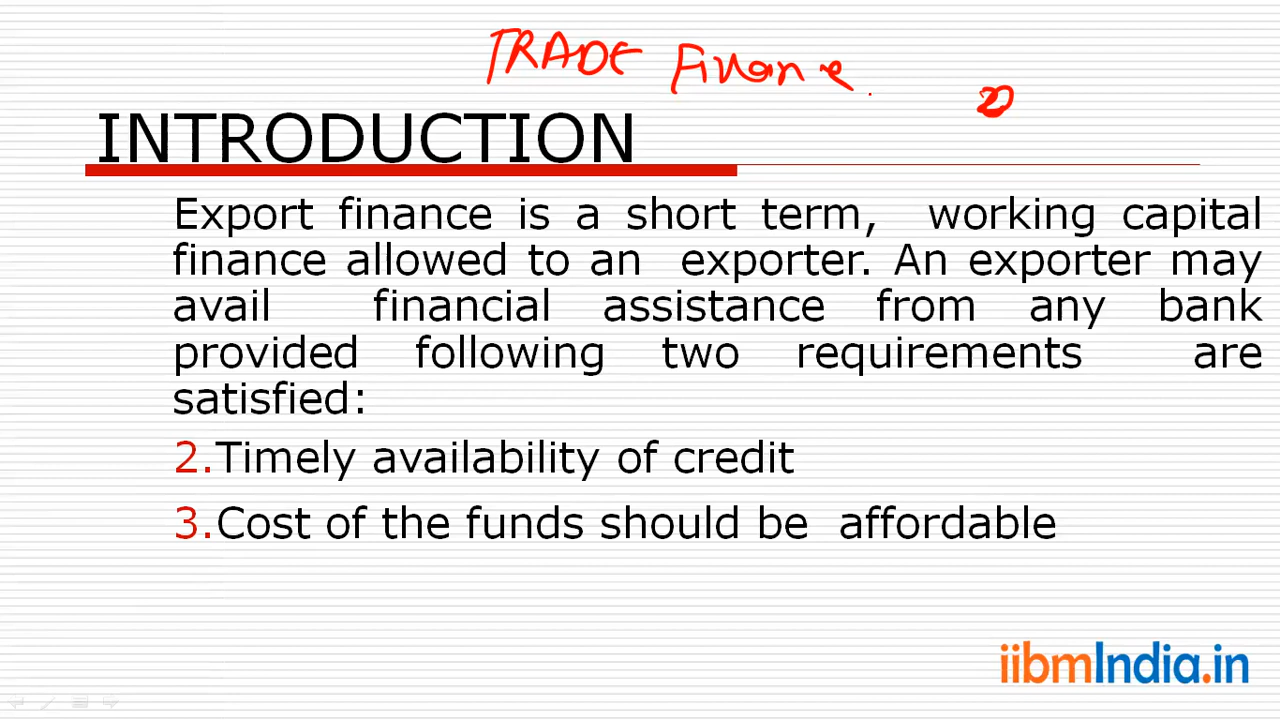 TRADE Finance.
INTRODUCTION
Export finance is a short term, working capital
finance allowed to an exporter. An exporter may
avail financial assistance from any bank
provided following two requirements are
satisfied:
2.Timely availability of credit
3.Cost of the funds should be affordable
iibmIndia.in